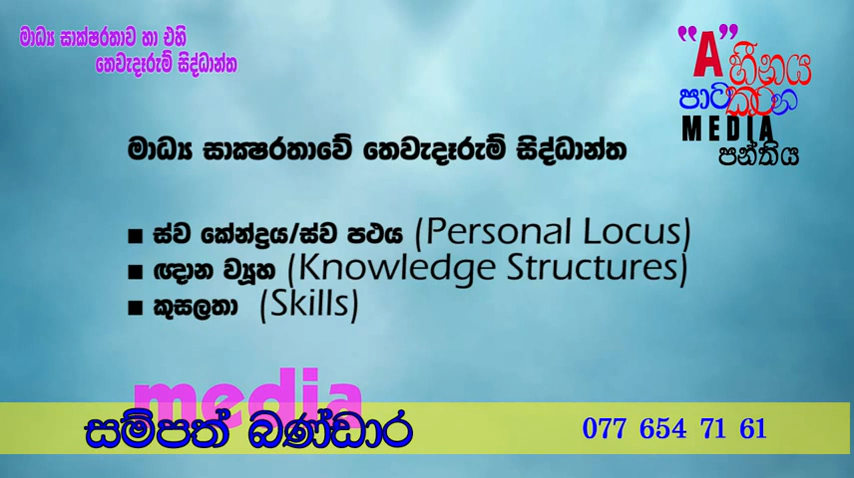 මාධ්‍ය සාක්ෂරතාව හා එහි
තෙවැදෑරුම් සිද්ධාන්ත
"A" හීනය
පාට කරන
MEDIA
පන්තිය
මාධ්‍ය සාක්‍ෂරතාවේ තෙවැදෑරුම් සිද්ධාන්ත
■ ස්ව කේන්ද්‍රය/ස්ව පථය (Personal Locus)
■ ඥාන ව්‍යූහ (Knowledge Structures)
■ කුසලතා (Skills)
media
සම්පත් බණ්ඩාර
077 654 71 61